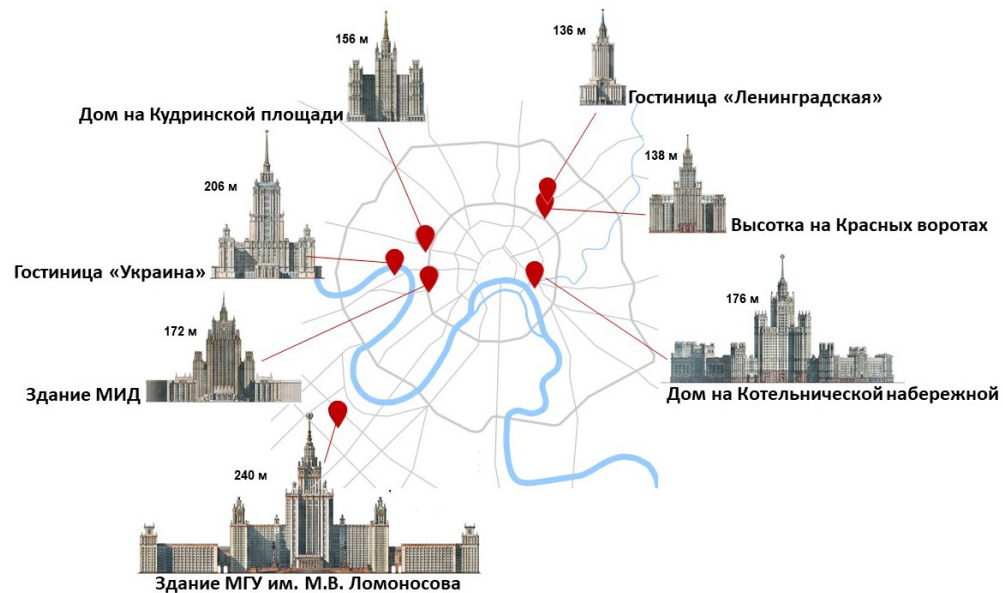 156 м
Дом на Кудринской площади
136 м
Гостиница «Ленинградская»
206 м
Гостиница «Украина»
138 м
Высотка на Красных воротах
172 м
Здание МИД
176 м
Дом на Котельнической набережной
240 м
Здание МГУ им. М.В. Ломоносова